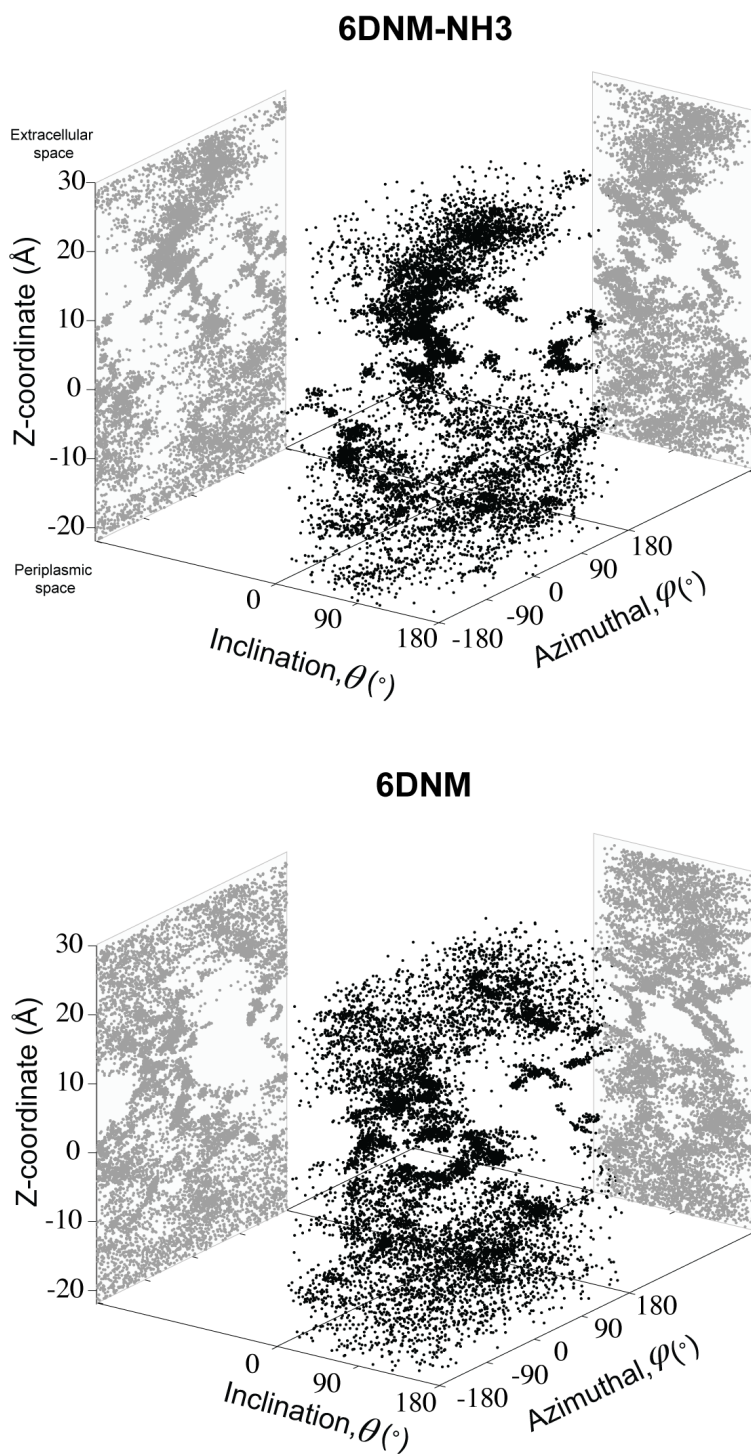 6DNM-NH3
Extracellular
space
30
20
10
0
-10
-20
Z-coordinate (Å)
Periplasmic
space
0
90
180
Inclination,θ(°)
-180
-90
0
90
180
Azimuthal,φ(°)
6DNM
30
20
10
0
-10
-20
Z-coordinate (Å)
0
90
180
Inclination,θ(°)
-180
-90
0
90
180
Azimuthal,φ(°)